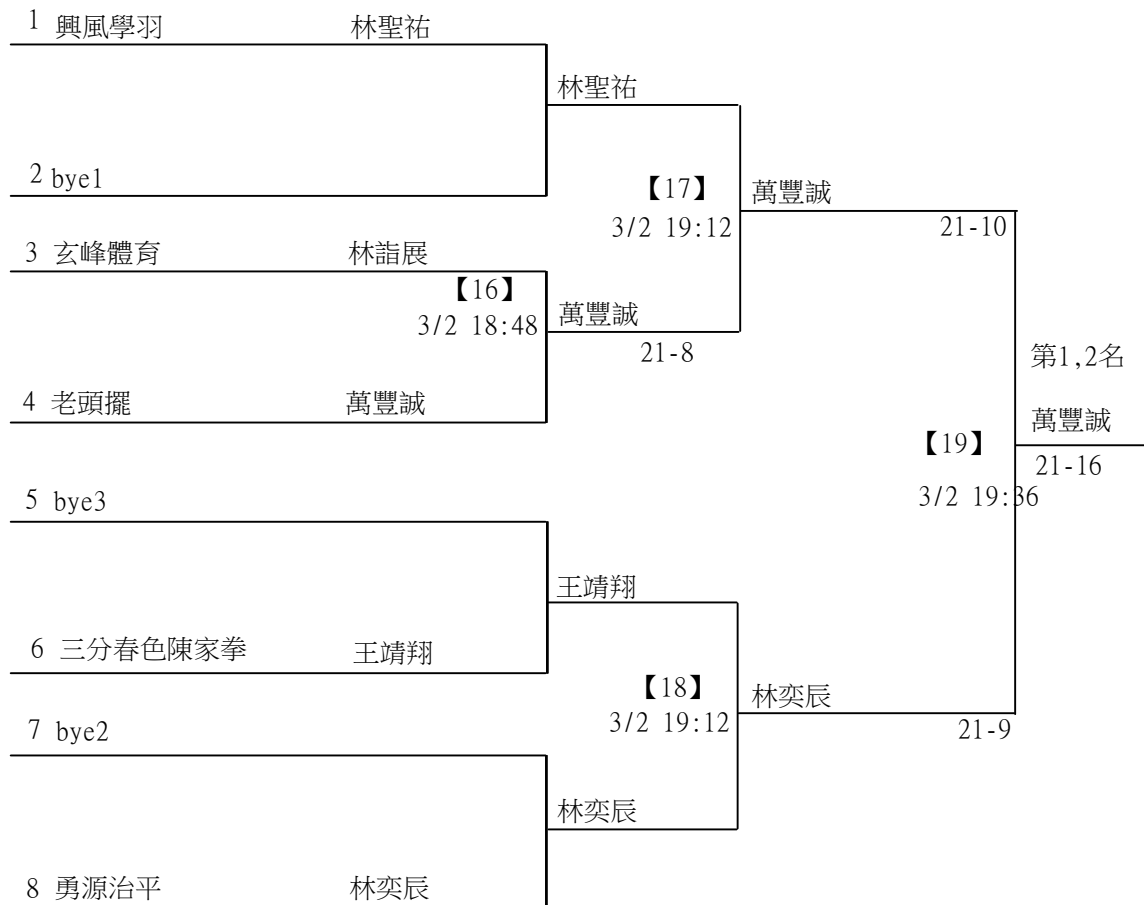 1 興風學羽 林聖祐
林聖祐
2 bye1
【17】
萬豐誠
3/2 19:12
21-10
3 玄峰體育 林詣展
【16】
3/2 18:48
萬豐誠
21-8
第1,2名
4 老頭擺 萬豐誠
萬豐誠
【19】
21-16
3/2 19:36
5 bye3
王靖翔
6 三分春色陳家拳 王靖翔
【18】
林奕辰
3/2 19:12
21-9
7 bye2
林奕辰
8 勇源治平 林奕辰